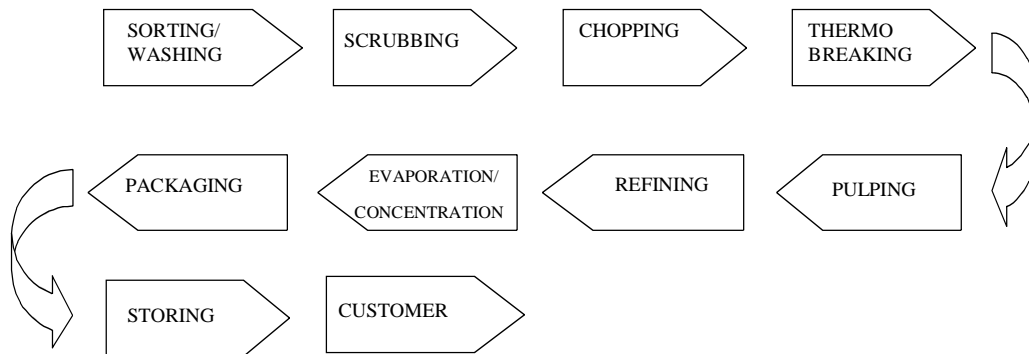 SORTING/
WASHING
SCRUBBING
CHOPPING
THERMO
BREAKING
PULPING
REFINING
EVAPORATION/
CONCENTRATION
PACKAGING
STORING
CUSTOMER